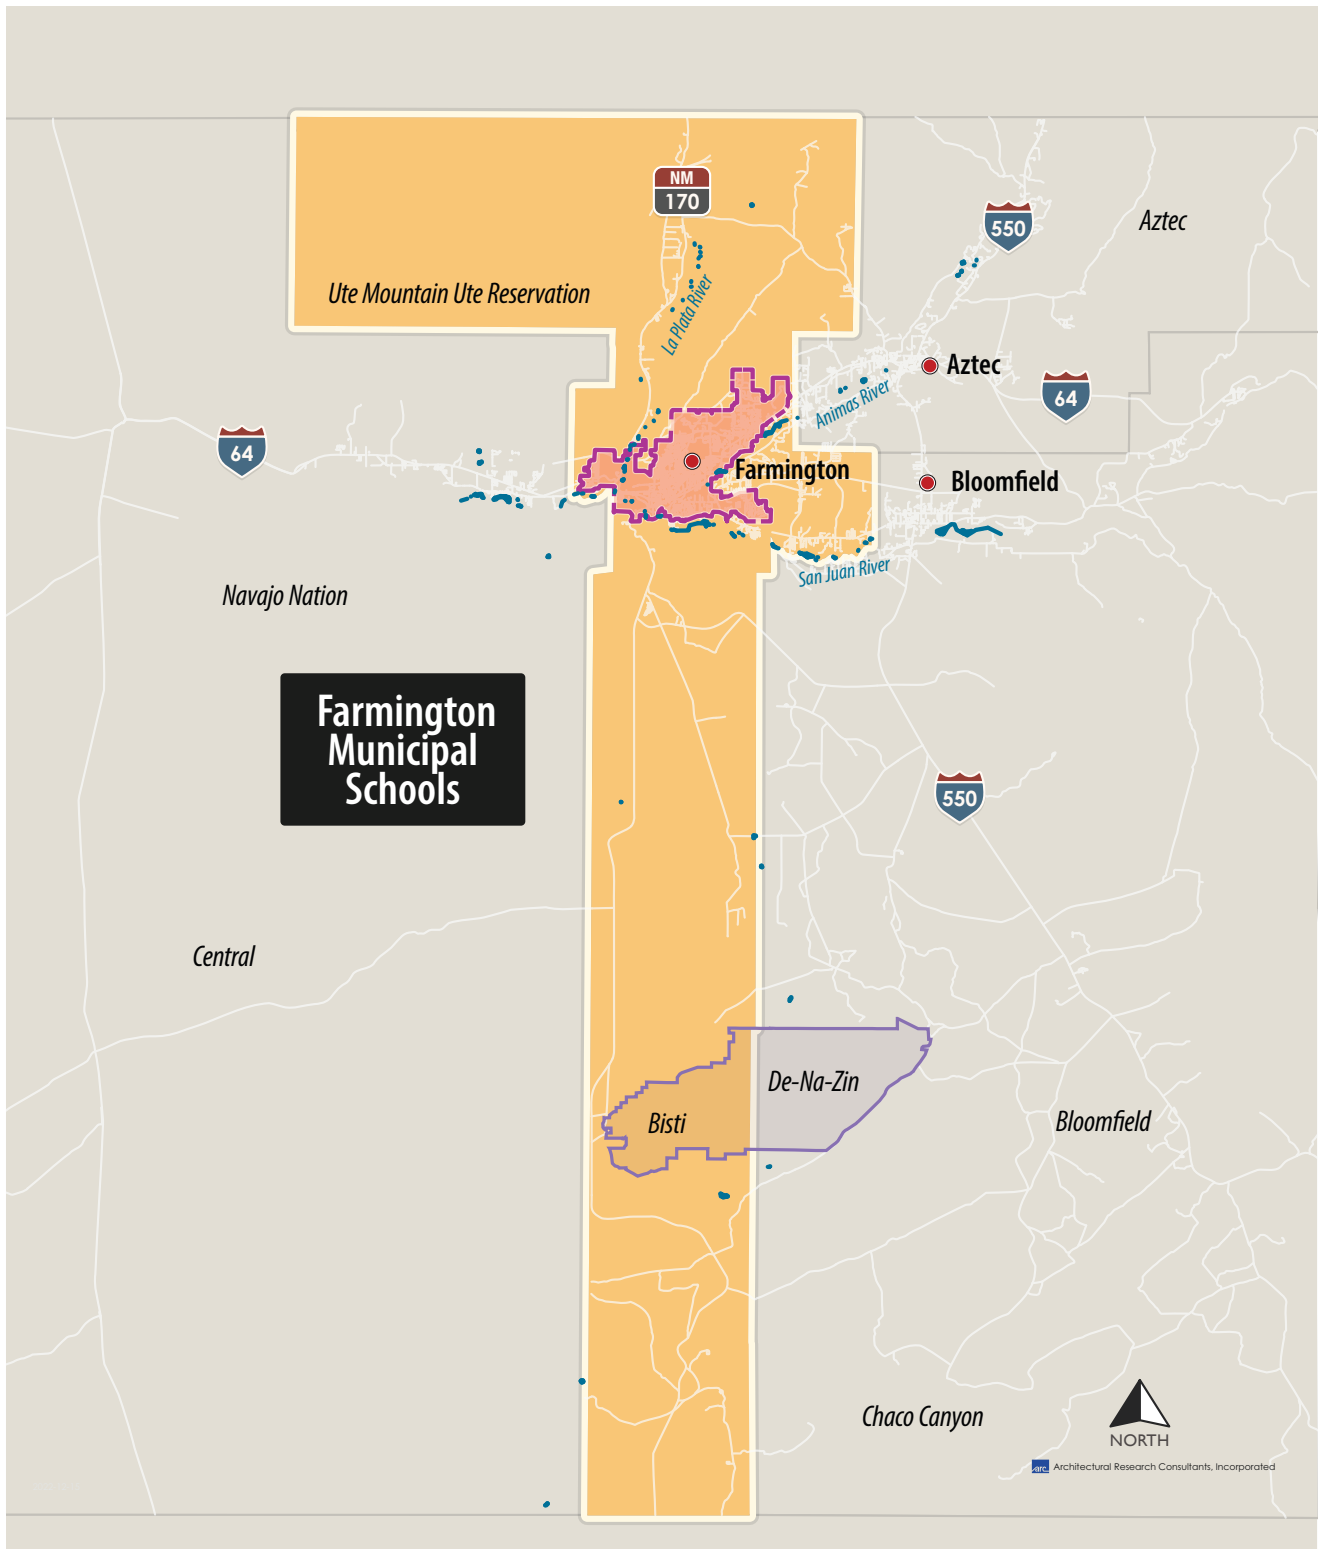 NM
170
550
Aztec
Ute Mountain Ute Reservation
La Plata River
Aztec
64
Animas River
64
Farmington
Bloomfield
San Juan River
Navajo Nation
Farmington
Municipal
Schools
550
Central
De-Na-Zin
Bisti
Bloomfield
Chaco Canyon
NORTH
arc Architectural Research Consultants, Incorporated